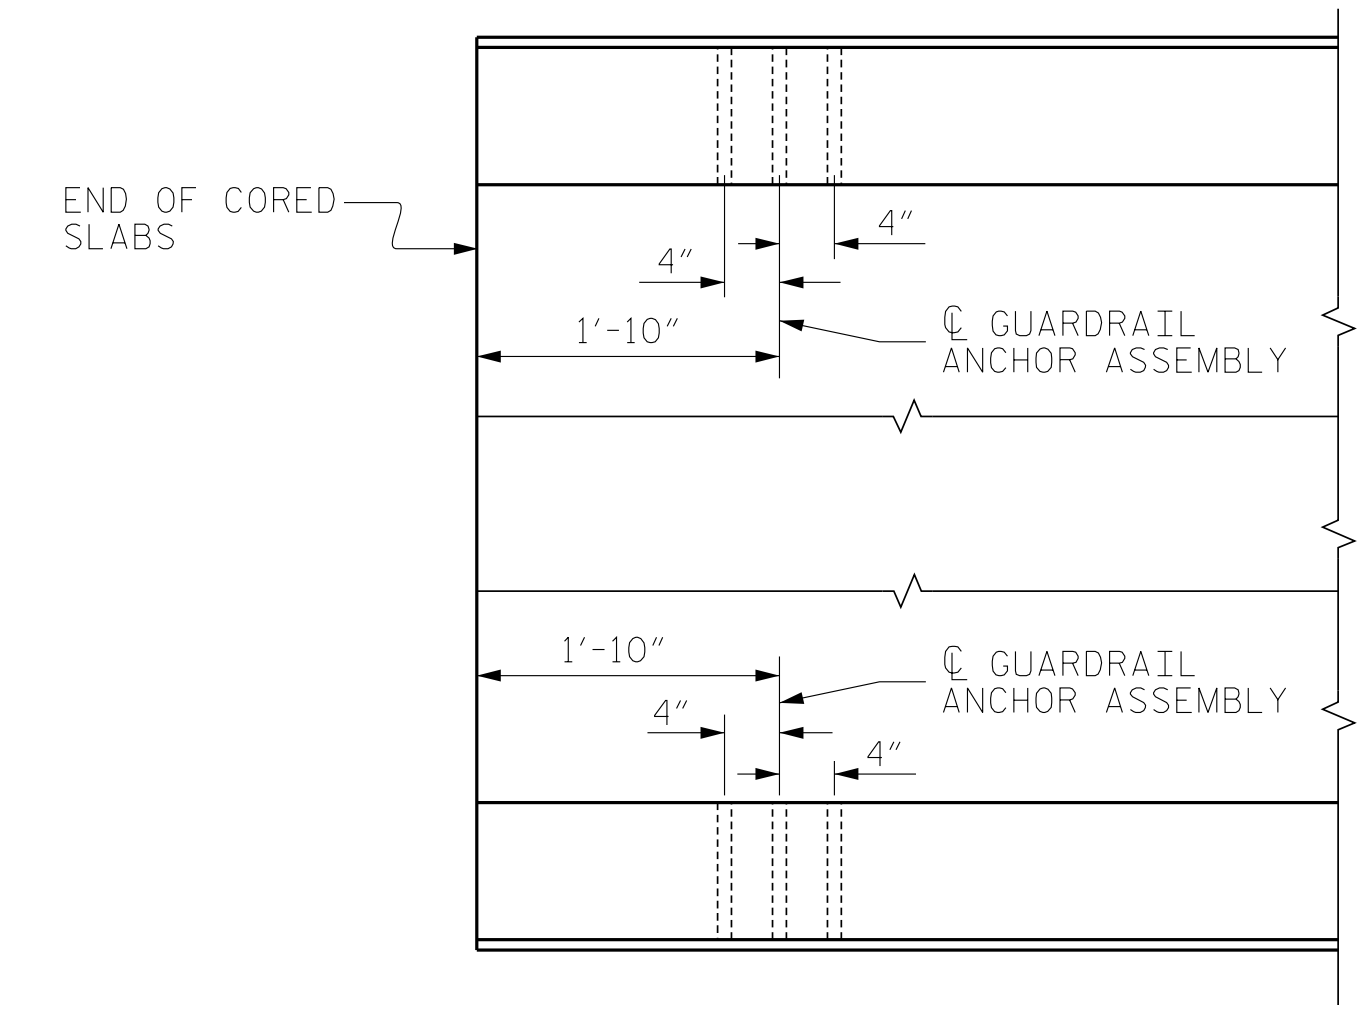 END OF CORED
SLABS
4"
4"
1'-10"
℄ GUARDRAIL
ANCHOR ASSEMBLY
1'-10"
℄ GUARDRAIL
ANCHOR ASSEMBLY
4"
4"